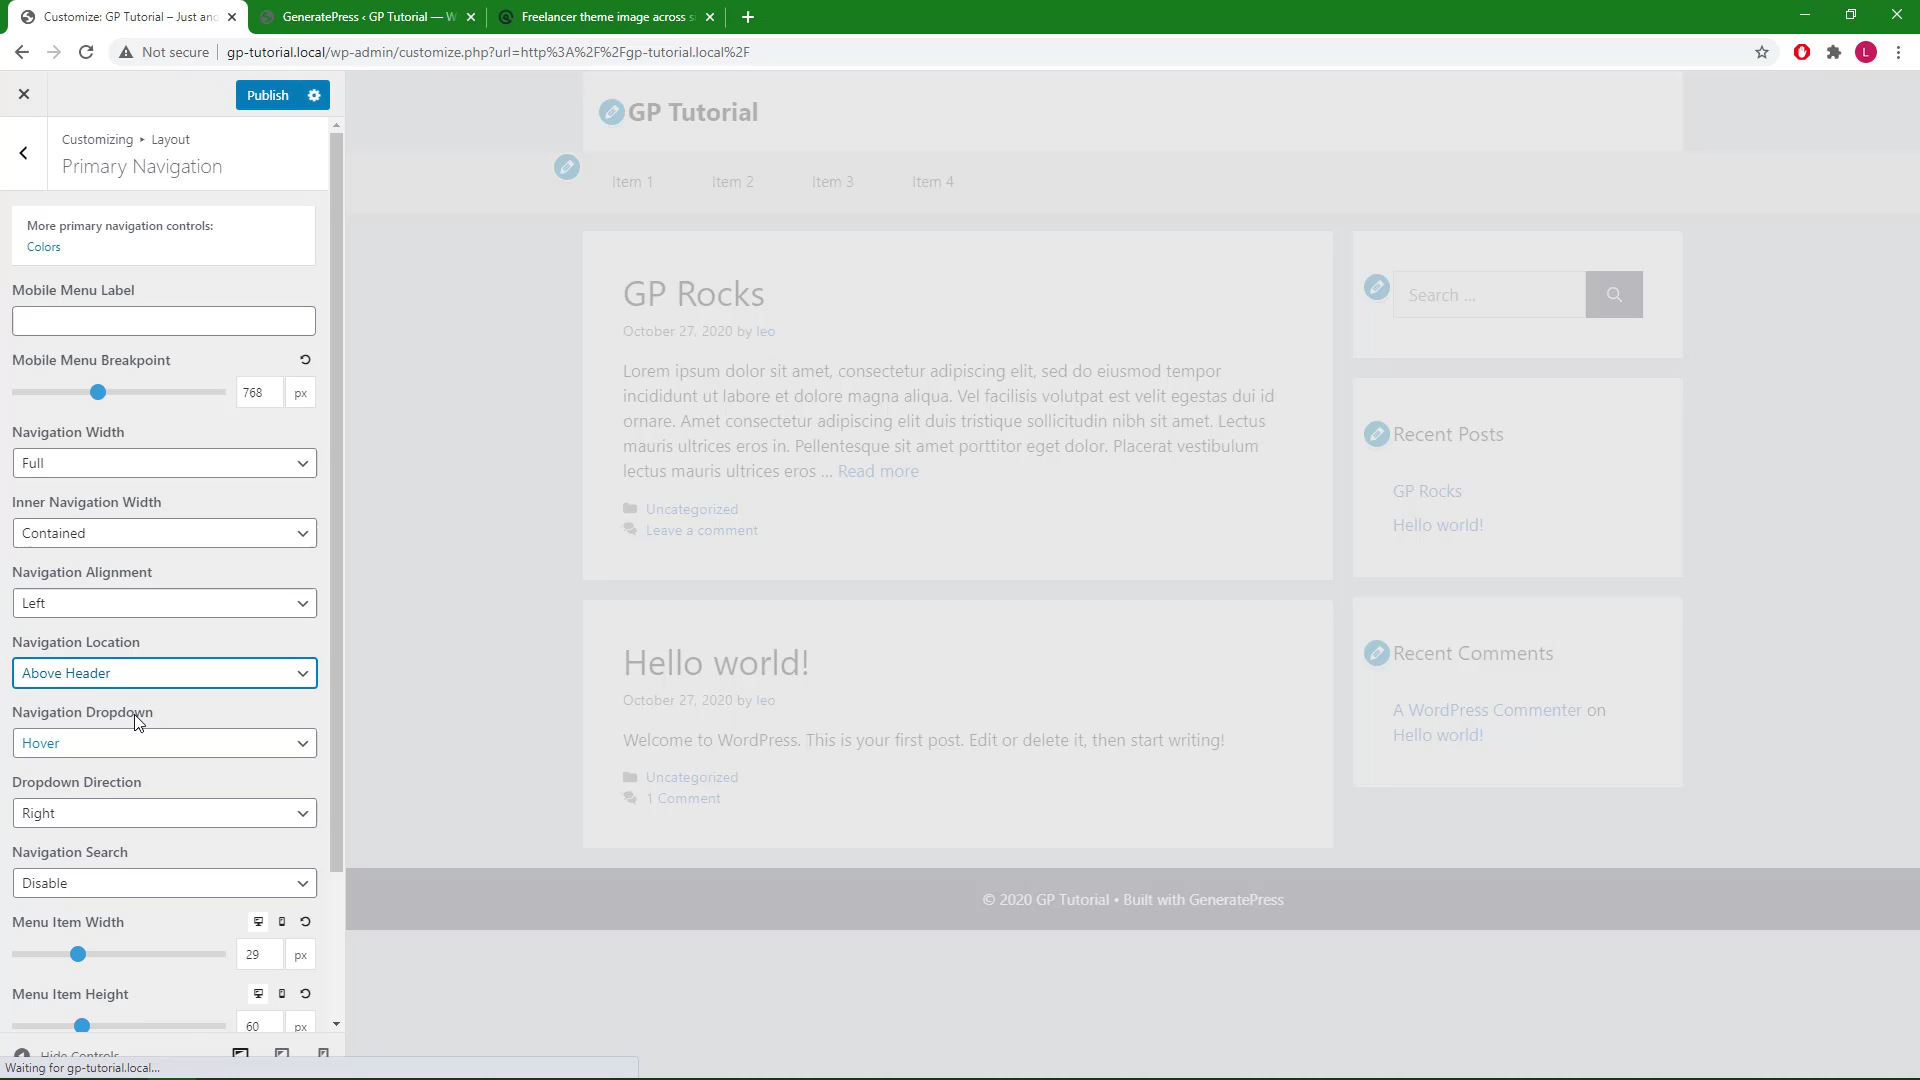 Customize: GP Tutorial – Just ano
GeneratePress ‹ GP Tutorial — W
Freelancer theme image across si
Not secure
gp-tutorial.local/wp-admin/customize.php?url=http%3A%2F%2Fgp-tutorial.local%2F
L
Publish
Customizing ▸ Layout
Primary Navigation
More primary navigation controls:
Colors
Mobile Menu Label
Mobile Menu Breakpoint
768 px
Navigation Width
Full
Inner Navigation Width
Contained
Navigation Alignment
Left
Navigation Location
Above Header
Navigation Dropdown
Hover
Dropdown Direction
Right
Navigation Search
Disable
Menu Item Width
29 px
Menu Item Height
60 px
Hide Controls
Waiting for gp-tutorial.local...
GP Tutorial
Item 1 Item 2 Item 3 Item 4
GP Rocks
October 27, 2020 by leo
Lorem ipsum dolor sit amet, consectetur adipiscing elit, sed do eiusmod tempor
incididunt ut labore et dolore magna aliqua. Vel facilisis volutpat est velit egestas dui id
ornare. Amet consectetur adipiscing elit duis tristique sollicitudin nibh sit amet. Lectus
mauris ultrices eros in. Pellentesque sit amet porttitor eget dolor. Placerat vestibulum
lectus mauris ultrices eros ... Read more
Uncategorized
Leave a comment
Hello world!
October 27, 2020 by leo
Welcome to WordPress. This is your first post. Edit or delete it, then start writing!
Uncategorized
1 Comment
Search ...
Recent Posts
GP Rocks
Hello world!
Recent Comments
A WordPress Commenter on
Hello world!
© 2020 GP Tutorial • Built with GeneratePress